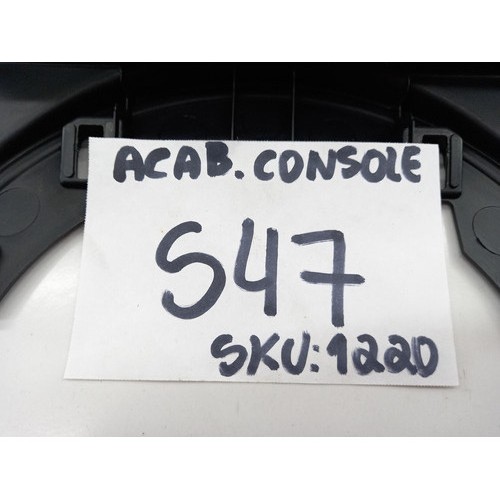 ACAB. CONSOLE
S47
SKU: 1220